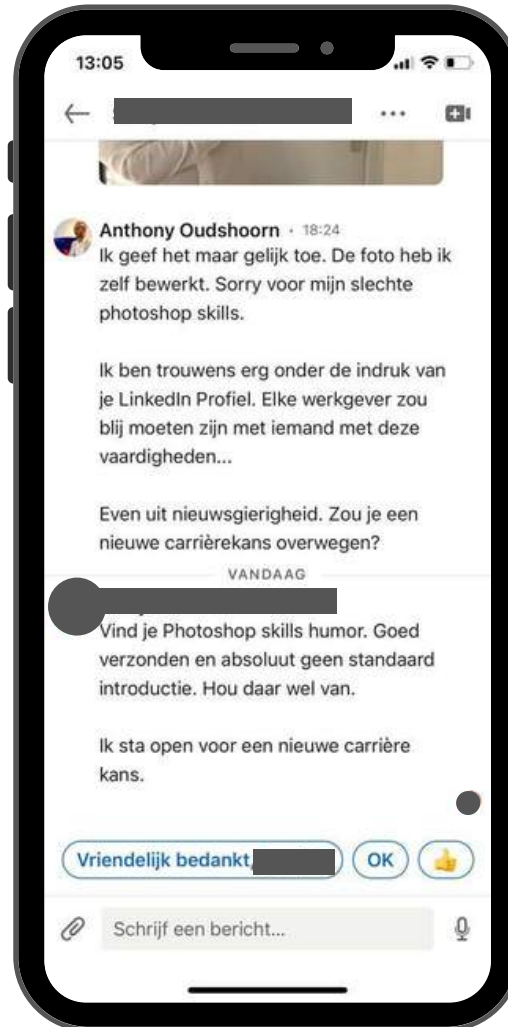 13:05
Anthony Oudshoorn · 18:24
Ik geef het maar gelijk toe. De foto heb ik
zelf bewerkt. Sorry voor mijn slechte
photoshop skills.
Ik ben trouwens erg onder de indruk van
je LinkedIn Profiel. Elke werkgever zou
blij moeten zijn met iemand met deze
vaardigheden...
Even uit nieuwsgierigheid. Zou je een
nieuwe carrièrekans overwegen?
VANDAAG
Vind je Photoshop skills humor. Goed
verzonden en absoluut geen standaard
introductie. Hou daar wel van.
Ik sta open voor een nieuwe carrière
kans.
Vriendelijk bedankt, OK 👍
Schrijf een bericht...